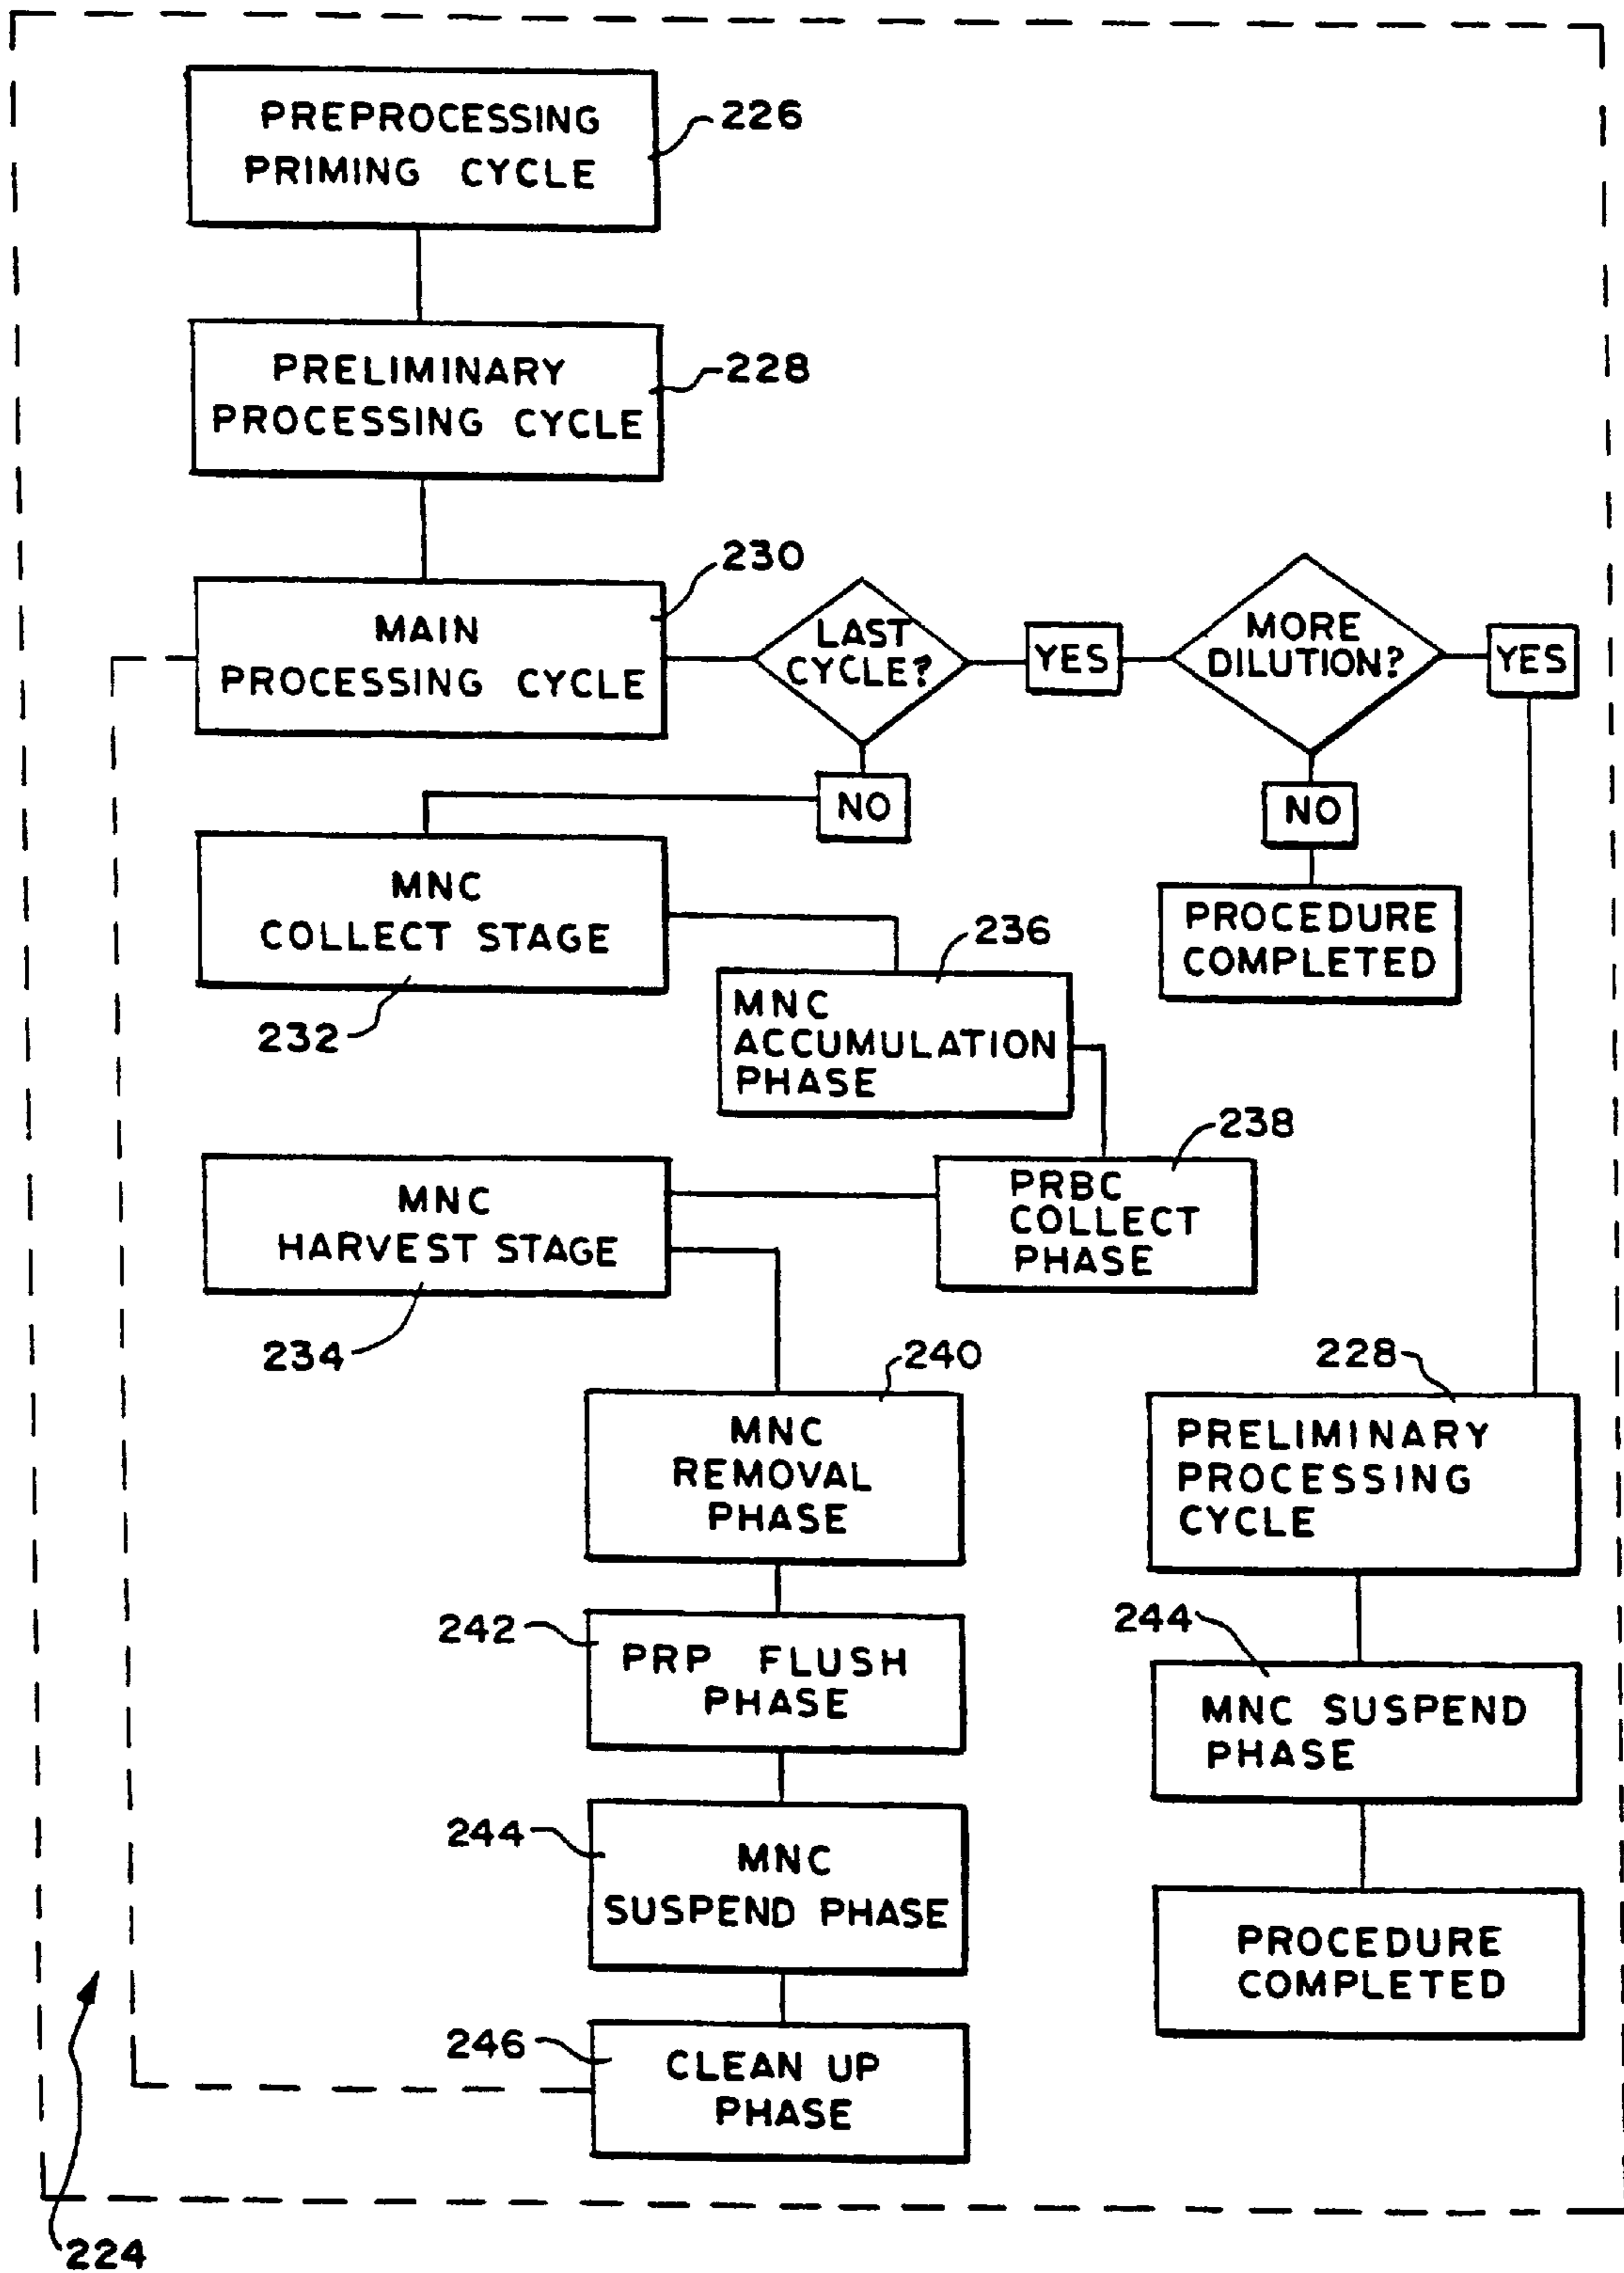 PREPROCESSING
PRIMING CYCLE
226
PRELIMINARY
PROCESSING CYCLE
228
MAIN
PROCESSING CYCLE
230
LAST
CYCLE?
YES
MORE
DILUTION?
YES
NO
NO
PROCEDURE
COMPLETED
MNC
COLLECT STAGE
232
236
MNC
ACCUMULATION
PHASE
238
PRBC
COLLECT
PHASE
MNC
HARVEST STAGE
234
240
MNC
REMOVAL
PHASE
242
PRP FLUSH
PHASE
244
MNC
SUSPEND PHASE
246
CLEAN UP
PHASE
228
PRELIMINARY
PROCESSING
CYCLE
244
MNC SUSPEND
PHASE
PROCEDURE
COMPLETED
224